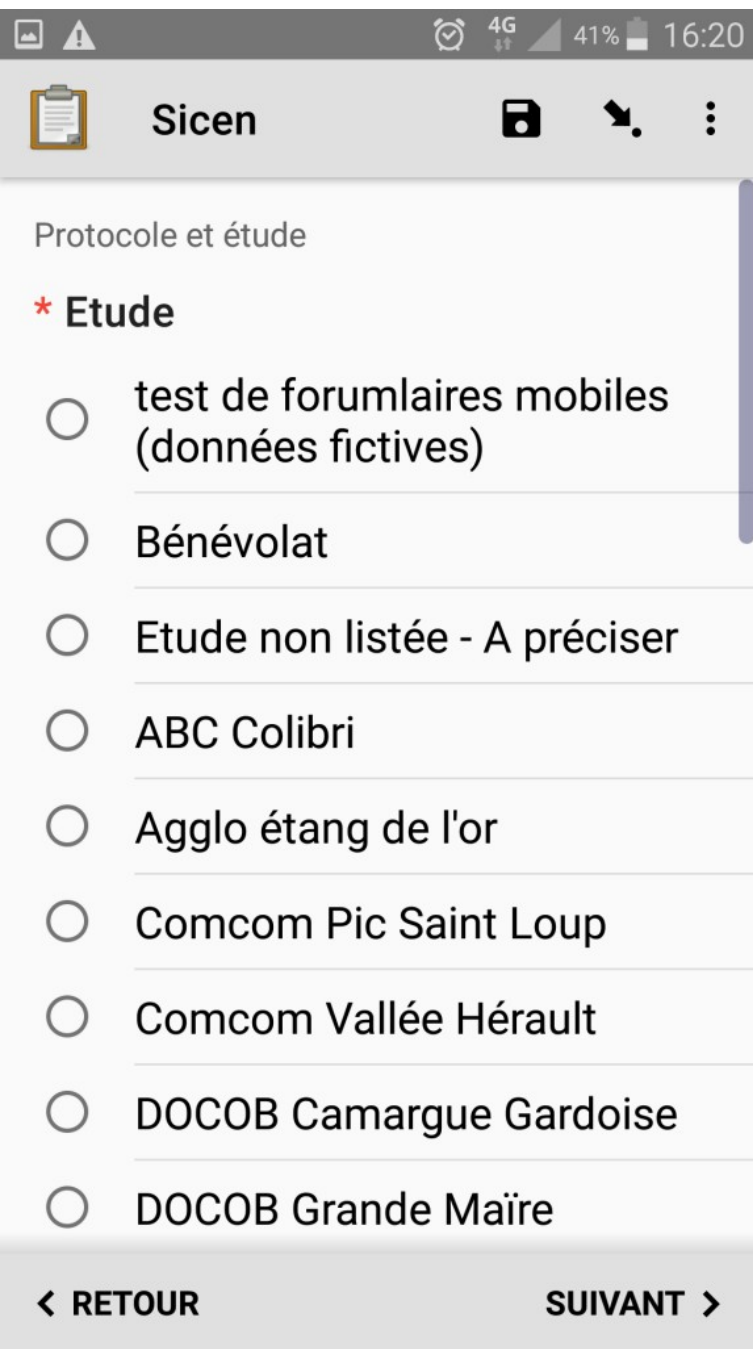 4G 41% 16:20
Sicen
Protocole et étude
* Etude
test de forumlaires mobiles
(données fictives)
Bénévolat
Etude non listée - A préciser
ABC Colibri
Agglo étang de l'or
Comcom Pic Saint Loup
Comcom Vallée Hérault
DOCOB Camargue Gardoise
DOCOB Grande Maïre
RETOUR SUIVANT